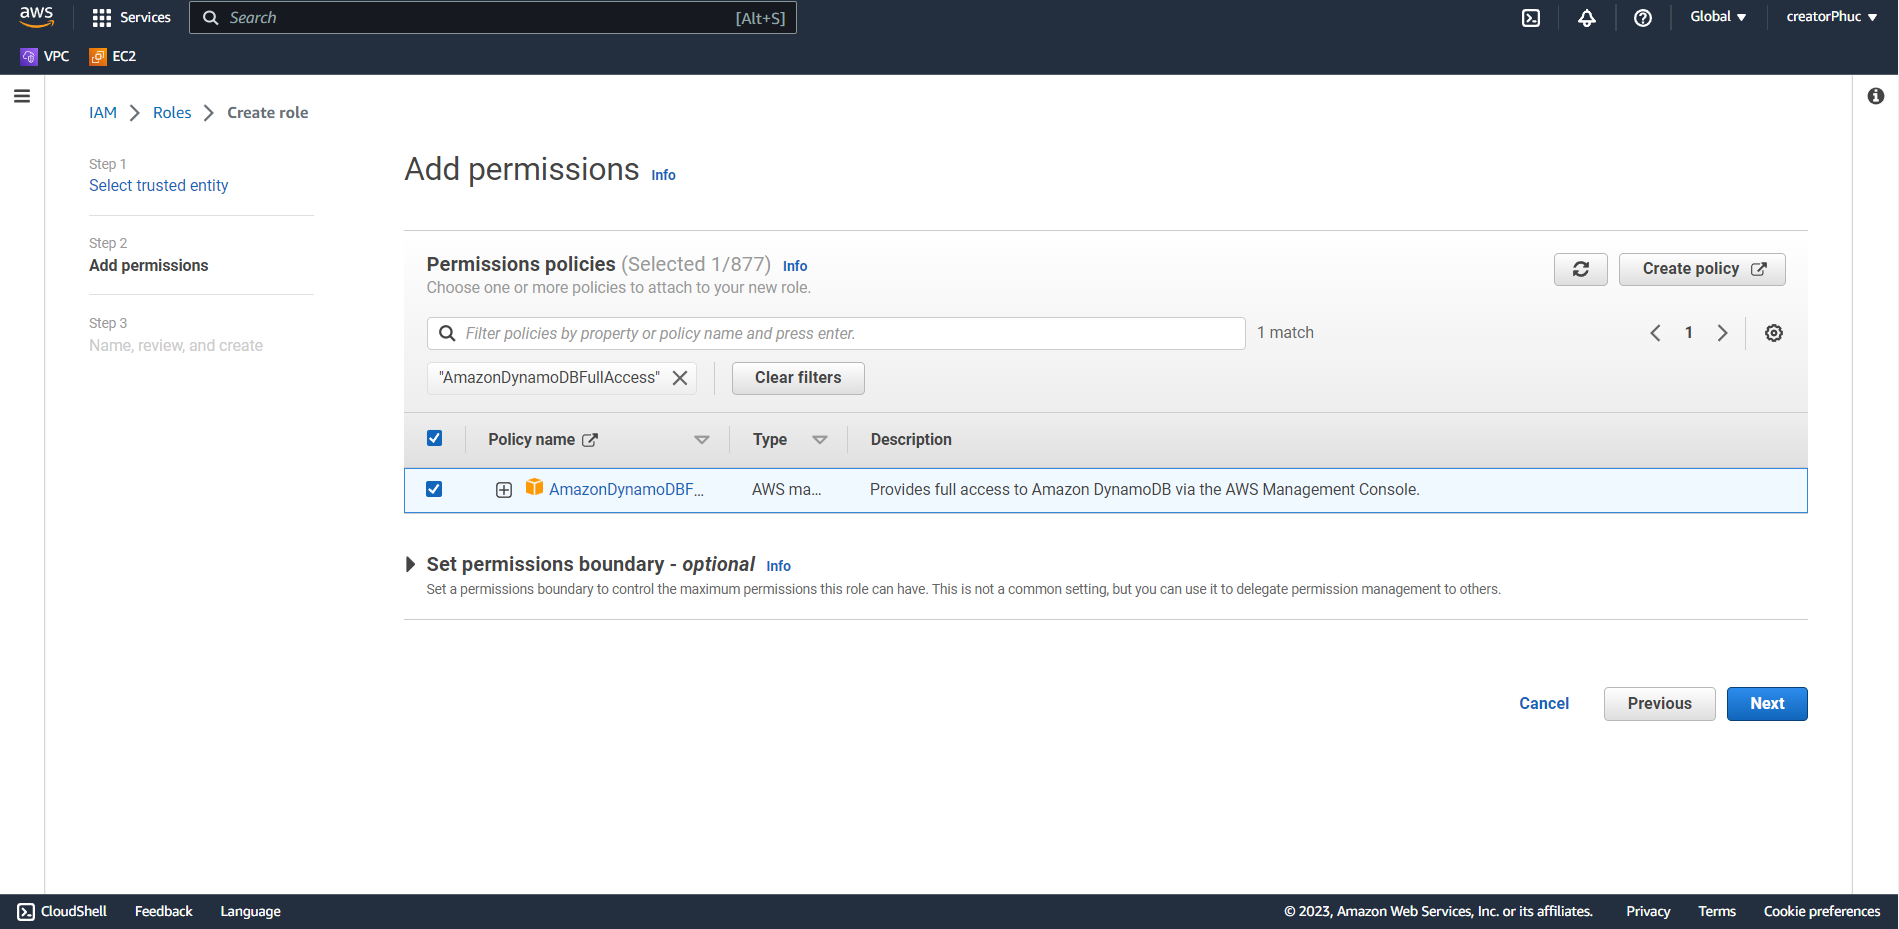 aws Services Search [Alt+S] Global creatorPhuc
VPC EC2
IAM Roles Create role
Step 1
Select trusted entity
Step 2
Add permissions
Step 3
Name, review, and create
Add permissions Info
Permissions policies (Selected 1/877) Info
Choose one or more policies to attach to your new role.
Create policy
Filter policies by property or policy name and press enter. 1 match 1
"AmazonDynamoDBFullAccess" Clear filters
Policy name Type Description
AmazonDynamoDBF... AWS ma... Provides full access to Amazon DynamoDB via the AWS Management Console.
Set permissions boundary - optional Info
Set a permissions boundary to control the maximum permissions this role can have. This is not a common setting, but you can use it to delegate permission management to others.
Cancel Previous Next
CloudShell Feedback Language © 2023, Amazon Web Services, Inc. or its affiliates. Privacy Terms Cookie preferences